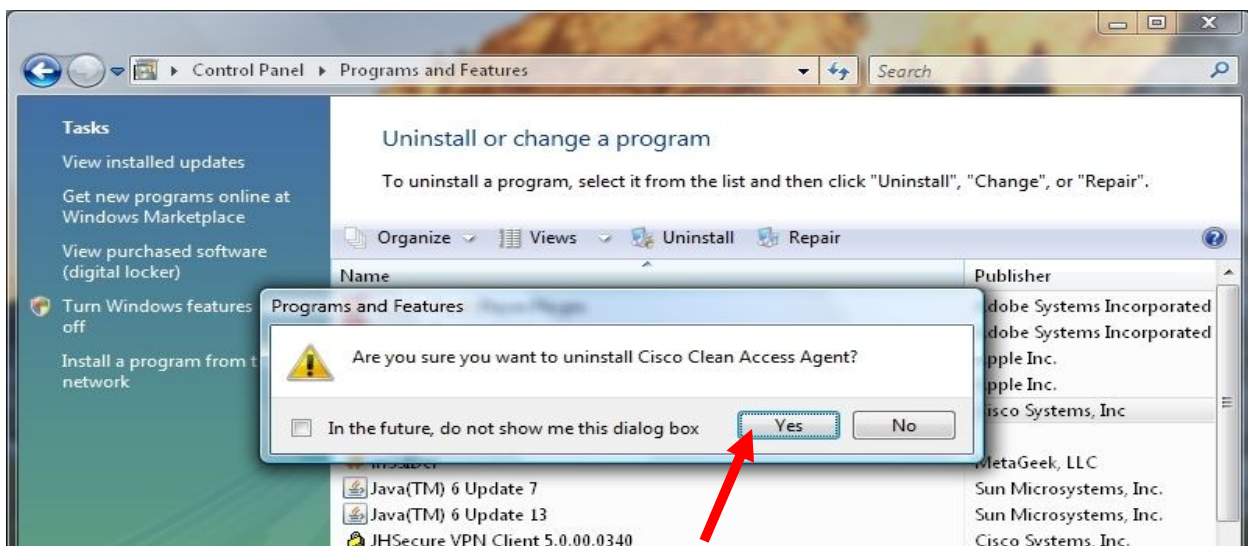 Control Panel
Programs and Features
Search
Tasks
View installed updates
Get new programs online at
Windows Marketplace
View purchased software
(digital locker)
Turn Windows features
off
Install a program from t
network
Uninstall or change a program
To uninstall a program, select it from the list and then click "Uninstall", "Change", or "Repair".
Organize Views Uninstall Repair
Name Publisher
Programs and Features
Are you sure you want to uninstall Cisco Clean Access Agent?
In the future, do not show me this dialog box Yes No
dobe Systems Incorporated
dobe Systems Incorporated
pple Inc.
pple Inc.
isco Systems, Inc
MetaGeek, LLC
Java(TM) 6 Update 7 Sun Microsystems, Inc.
Java(TM) 6 Update 13 Sun Microsystems, Inc.
JHSecure VPN Client 5.0.00.0340 Cisco Systems, Inc.